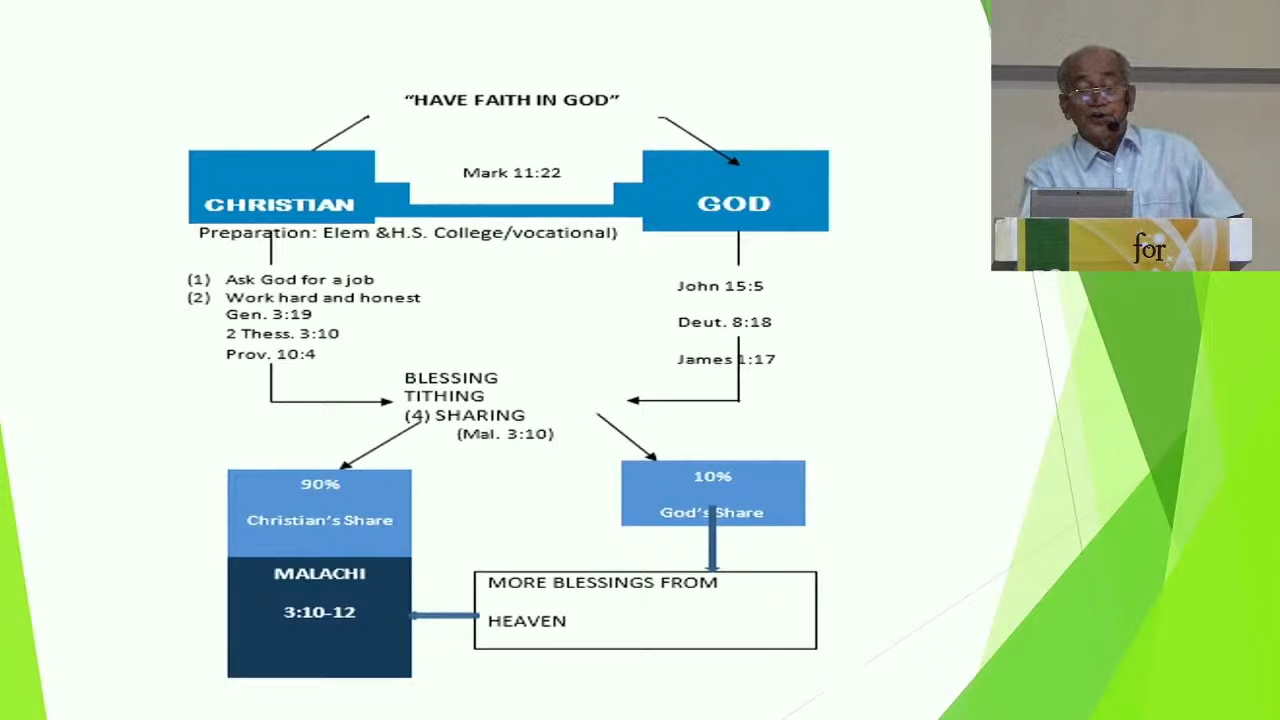 “HAVE FAITH IN GOD”
Mark 11:22
CHRISTIAN
GOD
Preparation: Elem &H.S. College/vocational)
(1) Ask God for a job
(2) Work hard and honest
Gen. 3:19
2 Thess. 3:10
Prov. 10:4
John 15:5
Deut. 8:18
James 1:17
BLESSING
TITHING
(4) SHARING
(Mal. 3:10)
90%
Christian’s Share
MALACHI
3:10-12
10%
God’s Share
MORE BLESSINGS FROM
HEAVEN
for